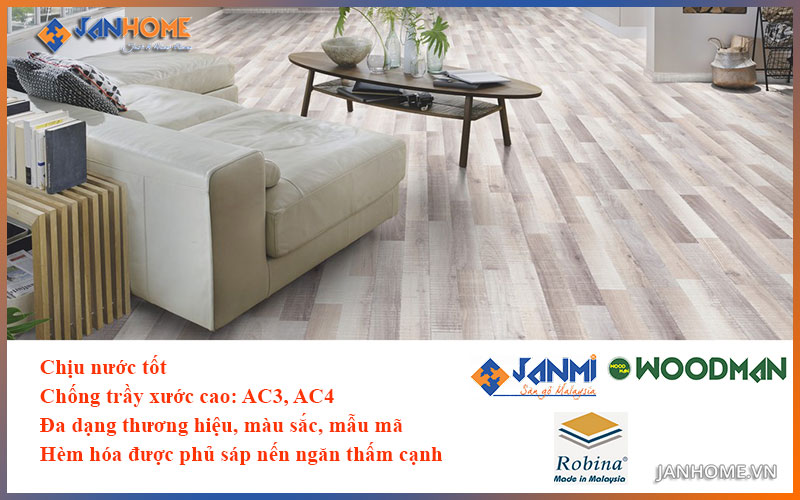 JANHOME
Chịu nước tốt
Chống trầy xước cao: AC3, AC4
Đa dạng thương hiệu, màu sắc, mẫu mã
Hèm hóa được phủ sáp nến ngăn thấm cạnh
JANMI
Sàn gỗ Malaysia
WOOD
MAN
WOODMAN
Robina®
Made in Malaysia
JANHOME.VN